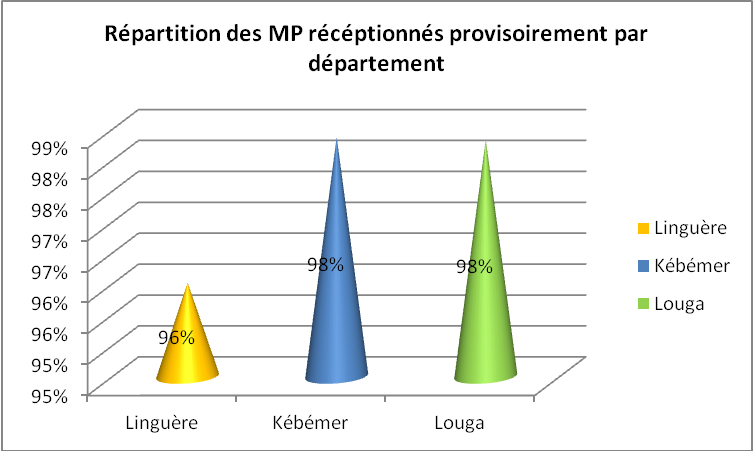 Répartition des MP récéptionnés provisoirement par
département
99%
98%
98%
97%
97%
96%
96%
95%
95%
96%
98%
98%
Linguère
Kébémer
Louga
Linguère
Kébémer
Louga